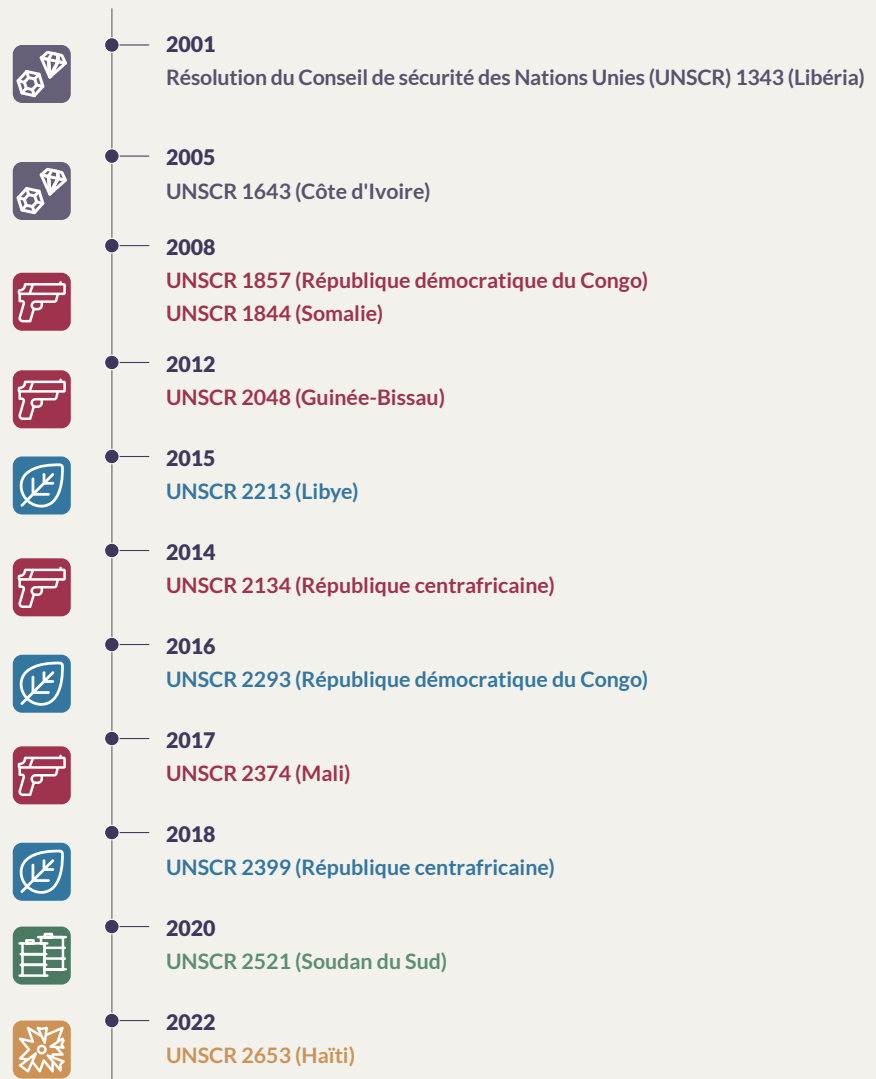 2001
Résolution du Conseil de sécurité des Nations Unies (UNSCR) 1343 (Libéria)
2005
UNSCR 1643 (Côte d'Ivoire)
2008
UNSCR 1857 (République démocratique du Congo)
UNSCR 1844 (Somalie)
2012
UNSCR 2048 (Guinée-Bissau)
2015
UNSCR 2213 (Libye)
2014
UNSCR 2134 (République centrafricaine)
2016
UNSCR 2293 (République démocratique du Congo)
2017
UNSCR 2374 (Mali)
2018
UNSCR 2399 (République centrafricaine)
2020
UNSCR 2521 (Soudan du Sud)
2022
UNSCR 2653 (Haïti)